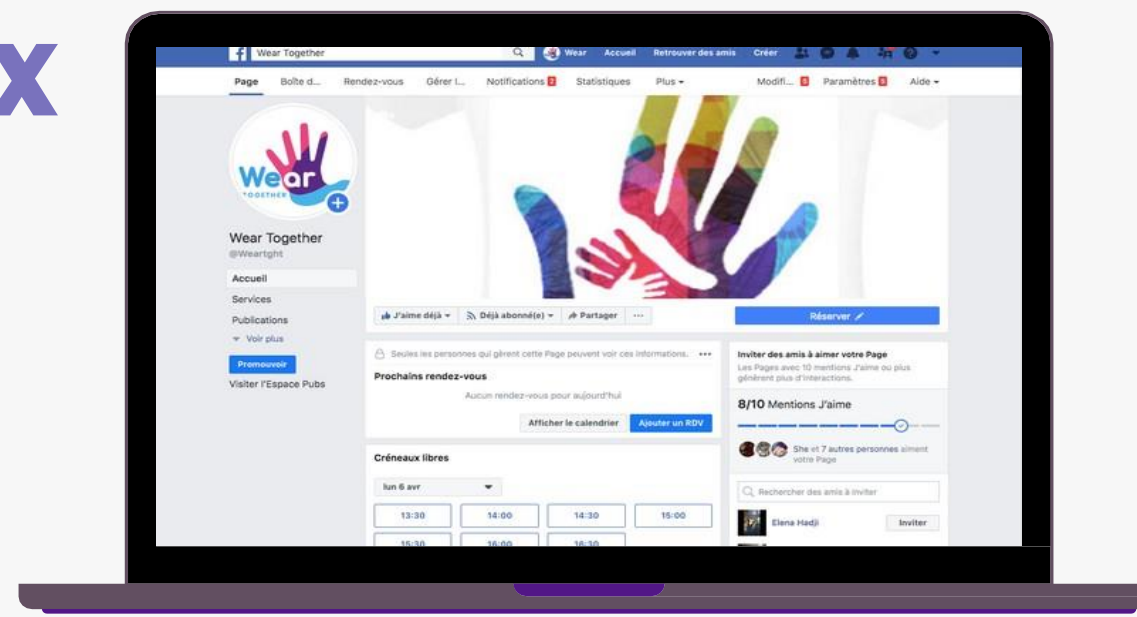 X
Wear Together
Wear Accueil Retrouver des amis Créer
Page Boîte d... Rendez-vous Gérer l... Notifications 2 Statistiques Plus Modifi... 5 Paramètres 5 Aide
Wear
TOGETHER
Wear Together
@Weartght
Accueil
Services
Publications
Voir plus
Promouvoir
Visiter l'Espace Pubs
J'aime déjà Déjà abonné(e) Partager ...
Réserver
Seules les personnes qui gèrent cette Page peuvent voir ces informations.
Prochains rendez-vous
Aucun rendez-vous pour aujourd'hui
Afficher le calendrier Ajouter un RDV
Créneaux libres
lun 6 avr
13:30 14:00 14:30 15:00
15:30 16:00 16:30
Inviter des amis à aimer votre Page
Les Pages avec 10 mentions J'aime ou plus
génèrent plus d'interactions.
8/10 Mentions J'aime
She et 7 autres personnes aiment
votre Page
Rechercher des amis à inviter
Elena Hadji Inviter